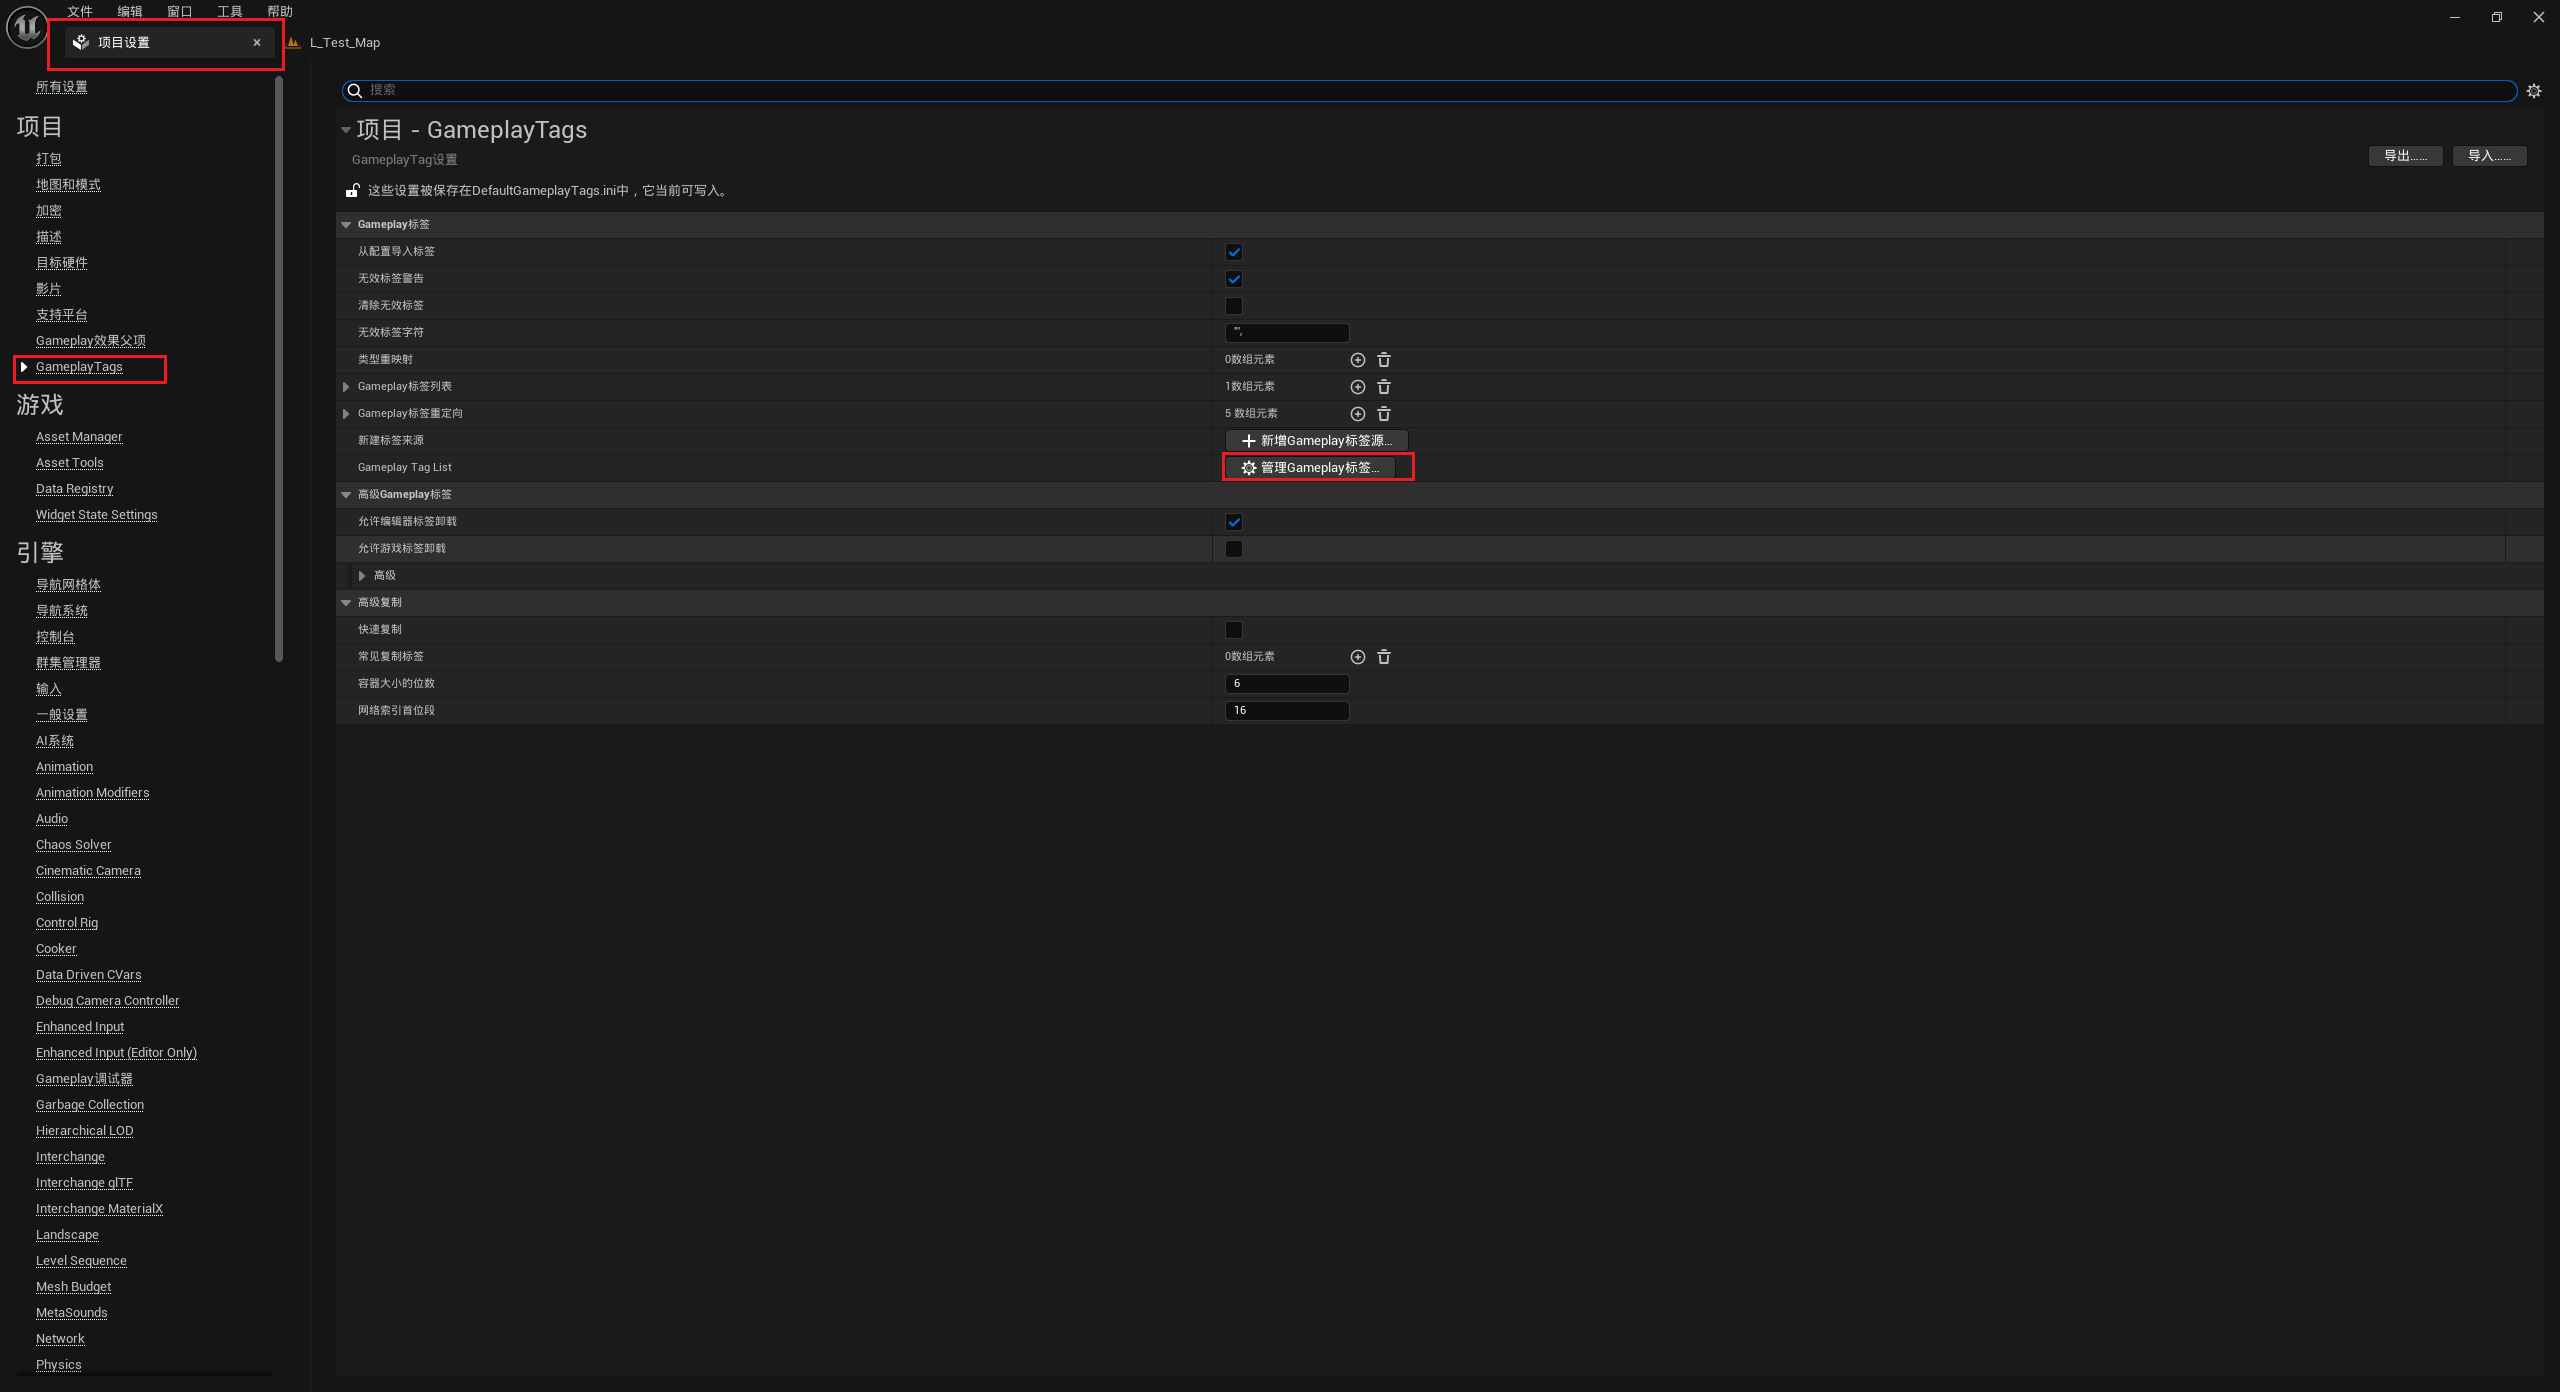 文件 编辑 窗口 工具 帮助
项目设置
L_Test_Map
所有设置
项目
打包
地图和模式
加密
描述
目标硬件
影片
支持平台
Gameplay效果父项
GameplayTags
游戏
Asset Manager
Asset Tools
Data Registry
Widget State Settings
引擎
导航网格体
导航系统
控制台
群集管理器
输入
一般设置
AI系统
Animation
Animation Modifiers
Audio
Chaos Solver
Cinematic Camera
Collision
Control Rig
Cooker
Data Driven CVars
Debug Camera Controller
Enhanced Input
Enhanced Input (Editor Only)
Gameplay调试器
Garbage Collection
Hierarchical LOD
Interchange
Interchange glTF
Interchange MaterialX
Landscape
Level Sequence
Mesh Budget
MetaSounds
Network
Physics
搜索
项目 - GameplayTags
GameplayTag设置
导出...... 导入......
这些设置被保存在DefaultGameplayTags.ini中，它当前可写入。
Gameplay标签
从配置导入标签
无效标签警告
清除无效标签
无效标签字符 "',
类型重映射 0数组元素
Gameplay标签列表 1数组元素
Gameplay标签重定向 5 数组元素
新建标签来源 新增Gameplay标签源...
Gameplay Tag List 管理Gameplay标签...
高级Gameplay标签
允许编辑器标签卸载
允许游戏标签卸载
高级
高级复制
快速复制
常见复制标签 0数组元素
容器大小的位数 6
网络索引首位段 16